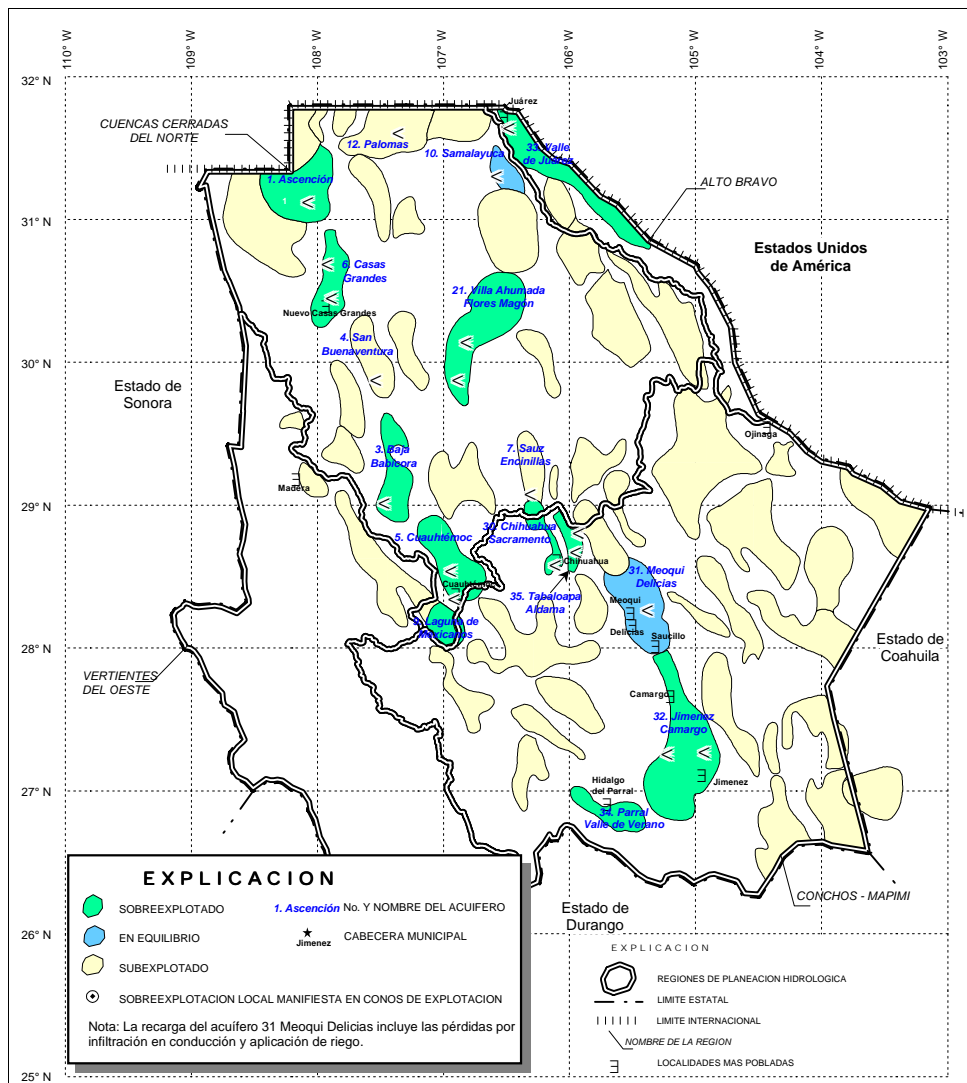 110° W
109° W
108° W
107° W
106° W
105° W
104° W
103° W
32° N
31° N
30° N
29° N
28° N
27° N
26° N
25° N
CUENCAS CERRADAS
DEL NORTE
Juárez
12. Palomas
10. Samalayuca
33. Valle
de Juárez
1. Ascención
1
ALTO BRAVO
Estados Unidos
de América
6. Casas
Grandes
Nuevo Casas Grandes
21. Villa Ahumada
Flores Magón
4. San
Buenaventura
Estado de
Sonora
Ojinaga
3. Baja
Babicora
7. Sauz
Encinillas
Madera
5. Cuauhtémoc
30. Chihuahua
Sacramento
Chihuahua
Cuauhtémoc
35. Tabaloapa
Aldama
31. Meoqui
Delicias
Meoqui
Delicias
Saucillo
9. Laguna de
Mexicanos
Estado de
Coahuila
VERTIENTES
DEL OESTE
Camargo
32. Jimenez
Camargo
Jimenez
Hidalgo
del Parral
34. Parral
Valle de Verano
CONCHOS - MAPIMI
Estado de
Durango
EXPLICACION
SOBREEXPLOTADO
1. Ascención No. Y NOMBRE DEL ACUIFERO
EN EQUILIBRIO
Jimenez
CABECERA MUNICIPAL
SUBEXPLOTADO
SOBREEXPLOTACION LOCAL MANIFIESTA EN CONOS DE EXPLOTACION
Nota: La recarga del acuífero 31 Meoqui Delicias incluye las pérdidas por
infiltración en conducción y aplicación de riego.
EXPLICACION
REGIONES DE PLANEACION HIDROLOGICA
LIMITE ESTATAL
LIMITE INTERNACIONAL
NOMBRE DE LA REGION
LOCALIDADES MAS POBLADAS